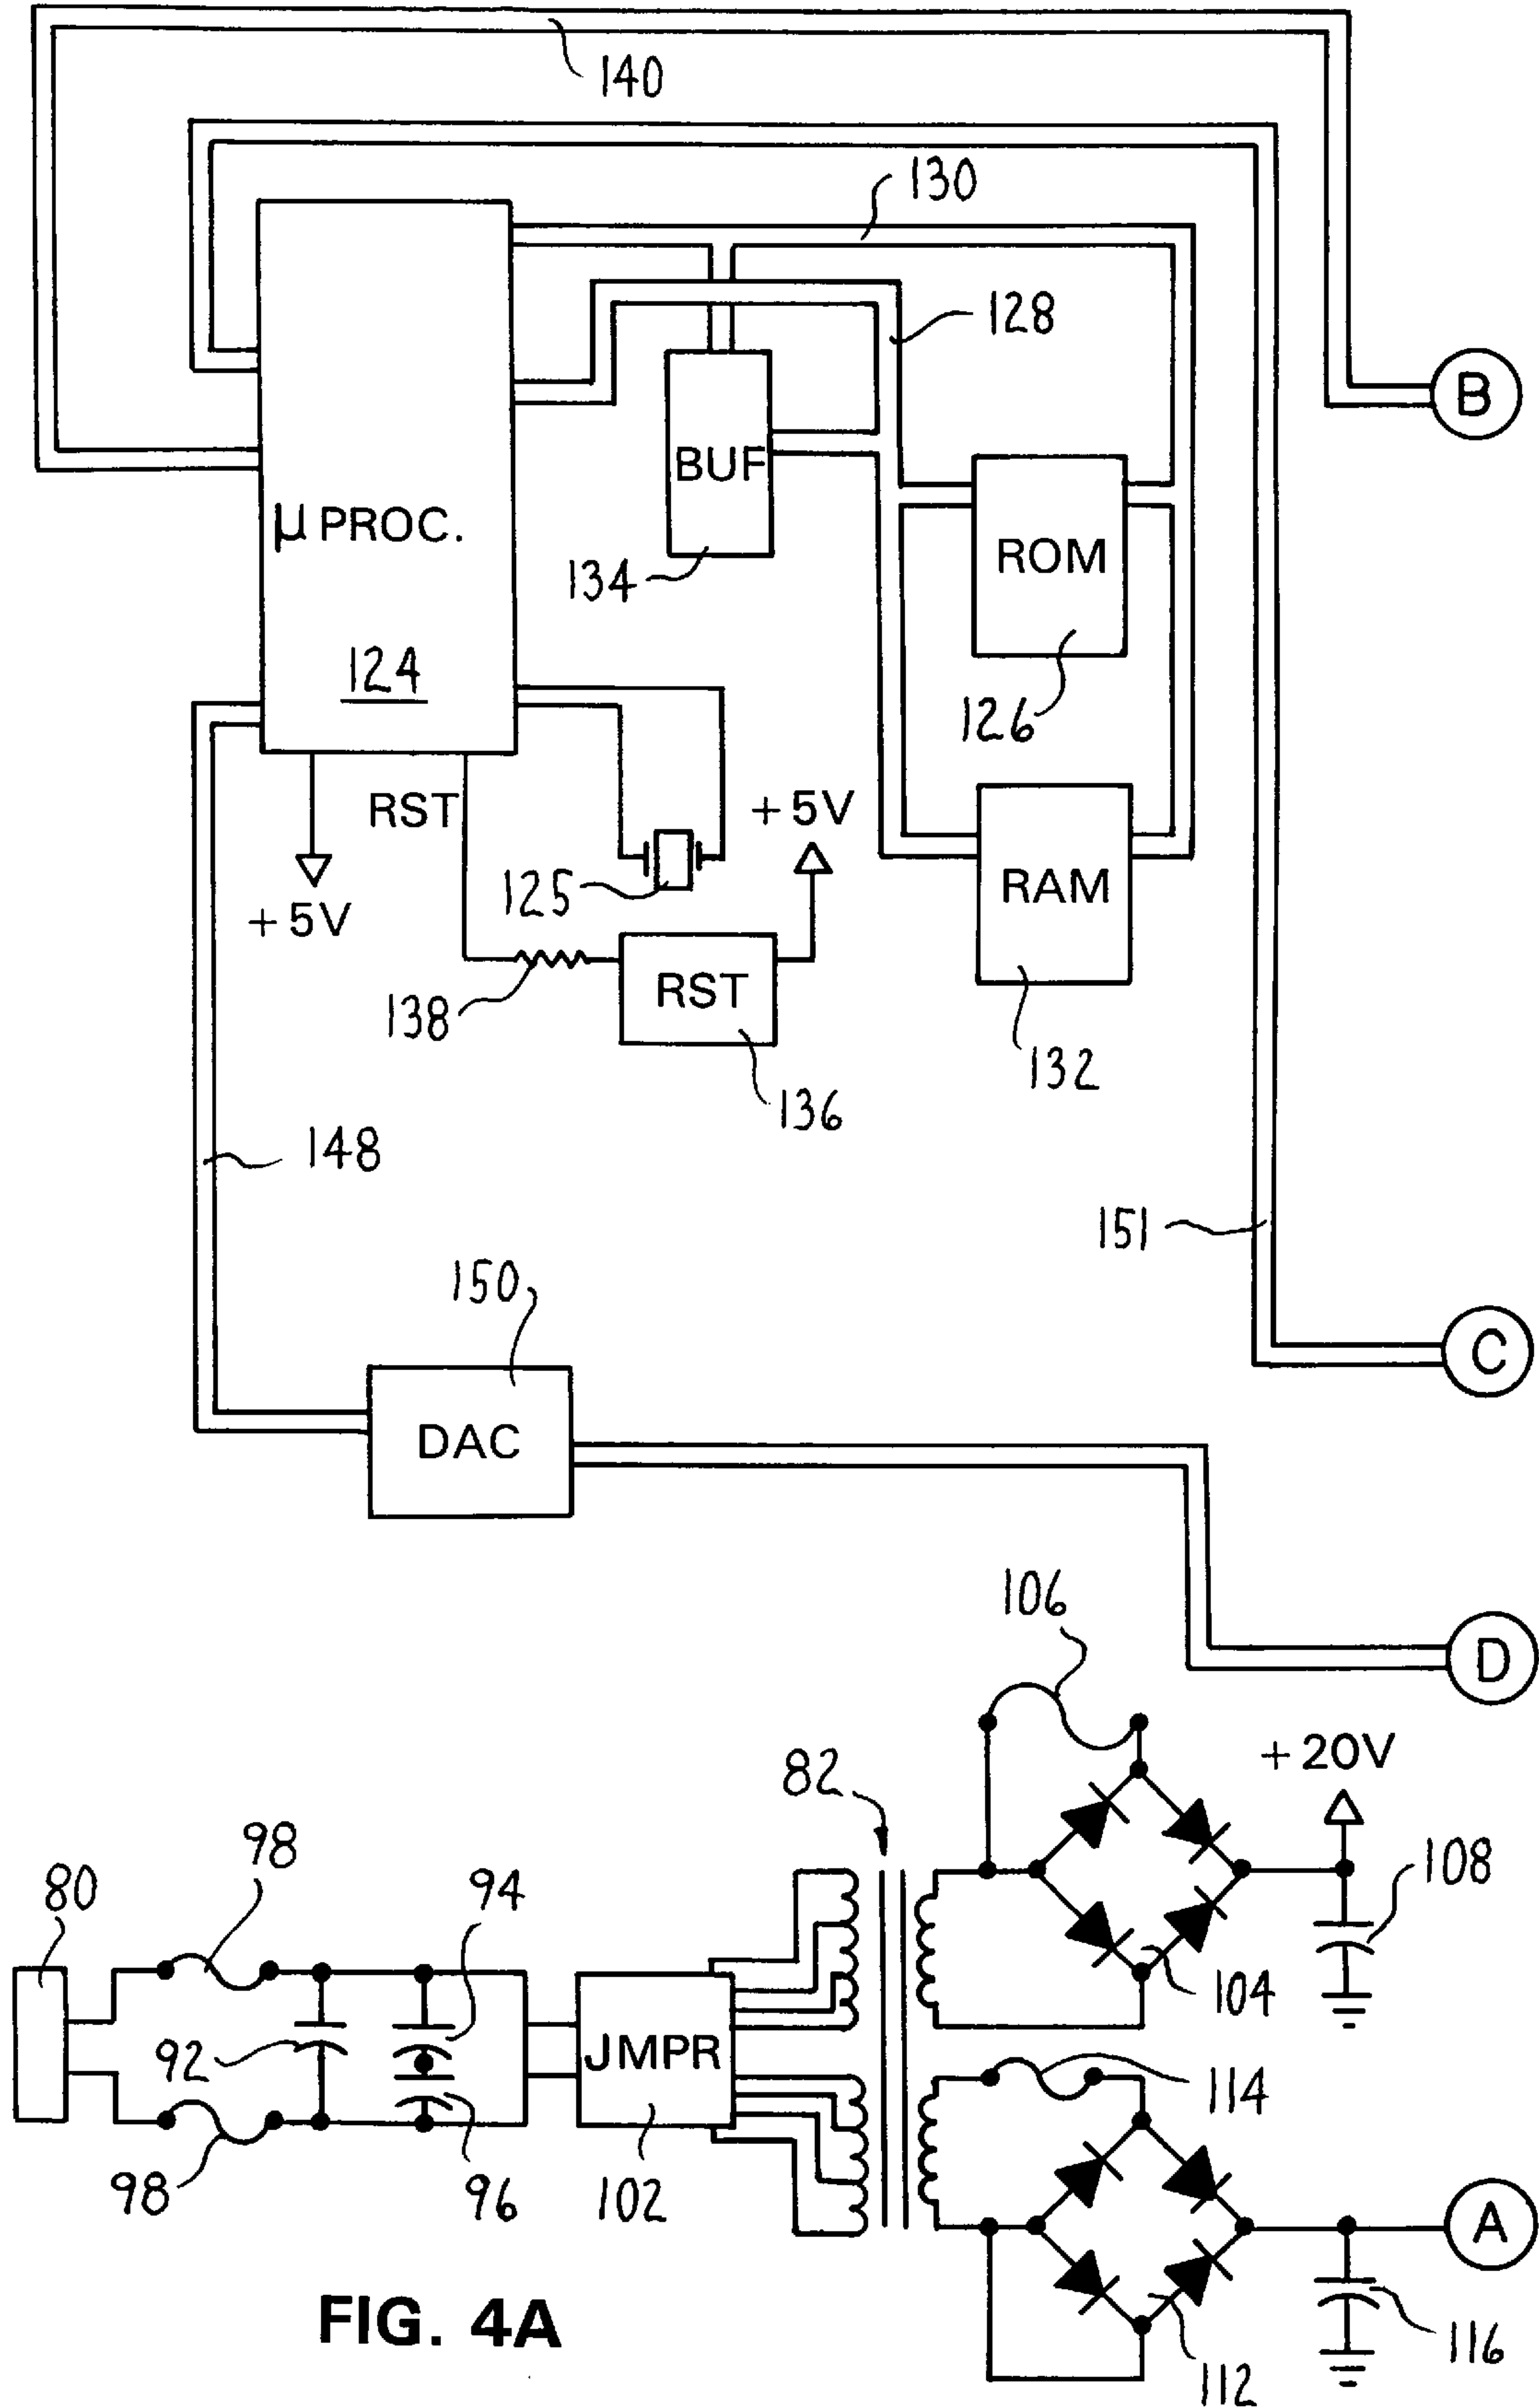 140
130
128
B
μPROC.
BUF
ROM
134
124
126
RST
+5V
125
RAM
+5V
138
RST
132
136
148
151
150
C
DAC
106
D
82
+20V
98
94
108
80
104
92
JMPR
114
98
96
102
A
116
112
FIG. 4A